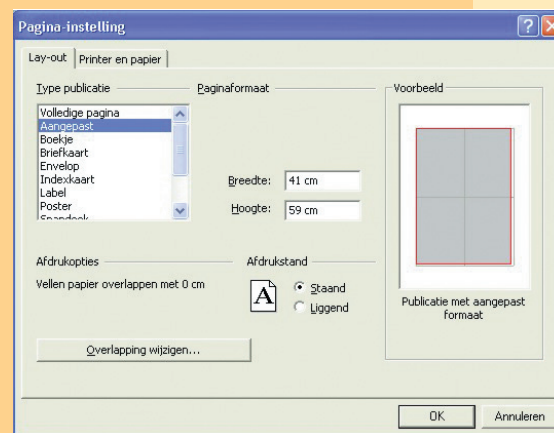 Pagina-instelling
Lay-out Printer en papier
Type publicatie Paginaformaat Voorbeeld
Volledige pagina
Aangepast
Boekje
Briefkaart
Envelop
Indexkaart
Label
Poster
Spandoek
Breedte: 41 cm
Hoogte: 59 cm
Afdrukopties Afdrukstand
Vellen papier overlappen met 0 cm
A
Staand
Liggend
Publicatie met aangepast
formaat
Overlapping wijzigen...
OK Annuleren